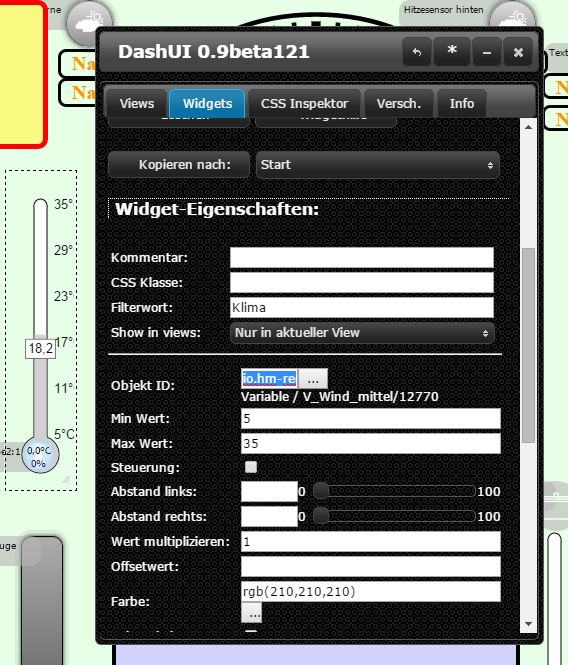 rne
Hitzesensor hinten
DashUI 0.9beta121
Text
Na
Na
Na
N
Views
Widgets
CSS Inspektor
Versch.
Info
Kopieren nach:
Start
Widget-Eigenschaften:
Kommentar:
CSS Klasse:
Filterwort:
Klima
Show in views:
Nur in aktueller View
35°
29°
23°
17°
11°
5°C
18,2
0,0°C
0%
Objekt ID:
io.hm-re
...
Variable / V_Wind_mittel/12770
Min Wert:
5
Max Wert:
35
Steuerung:
Abstand links:
0
100
Abstand rechts:
0
100
Wert multiplizieren:
1
Offsetwert:
Farbe:
rgb(210,210,210)
...
uge